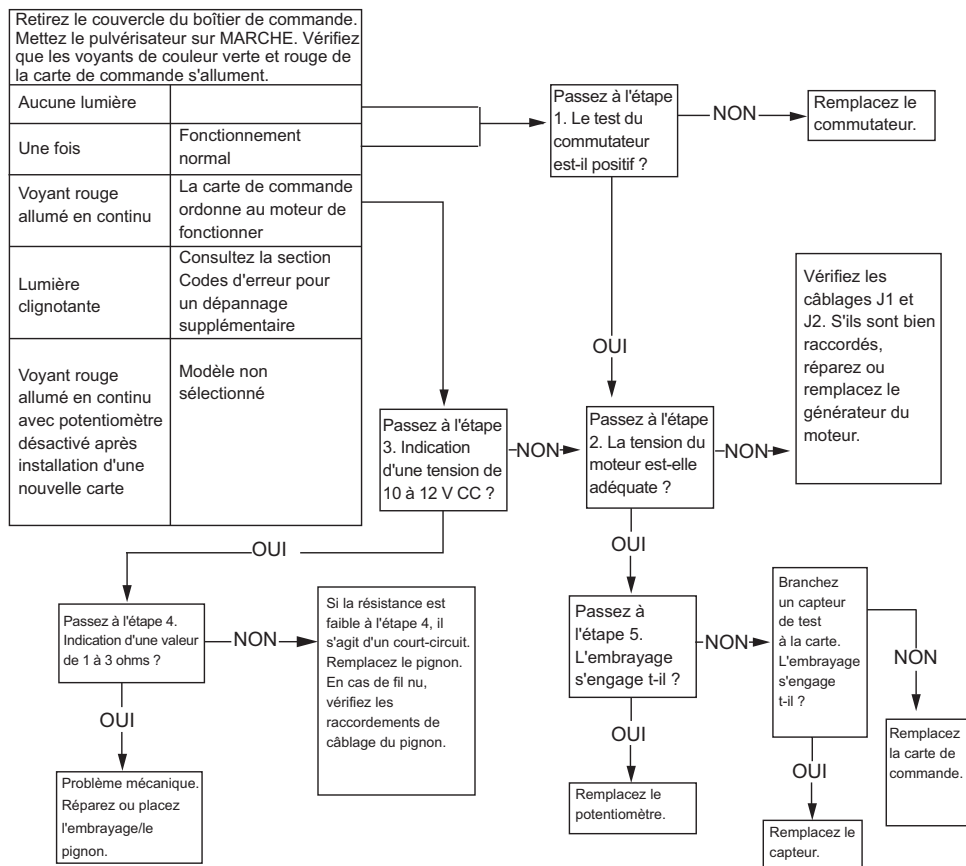 Retirez le couvercle du boîtier de commande.
Mettez le pulvérisateur sur MARCHE. Vérifiez
que les voyants de couleur verte et rouge de
la carte de commande s'allument.
Aucune lumière
Une fois
Fonctionnement
normal
Voyant rouge
allumé en continu
La carte de commande
ordonne au moteur de
fonctionner
Lumière
clignotante
Consultez la section
Codes d'erreur pour
un dépannage
supplémentaire
Voyant rouge
allumé en continu
avec potentiomètre
désactivé après
installation d'une
nouvelle carte
Modèle non
sélectionné
Passez à l'étape
1. Le test du
commutateur
est-il positif ?
NON
Remplacez le
commutateur.
OUI
Passez à l'étape
3. Indication
d'une tension de
10 à 12 V CC ?
NON
Passez à l'étape
2. La tension du
moteur est-elle
adéquate ?
NON
Vérifiez les
câblages J1 et
J2. S'ils sont bien
raccordés,
réparez ou
remplacez le
générateur du
moteur.
OUI
OUI
Passez à l'étape 4.
Indication d'une valeur
de 1 à 3 ohms ?
NON
Si la résistance est
faible à l'étape 4, il
s'agit d'un court-circuit.
Remplacez le pignon.
En cas de fil nu,
vérifiez les
raccordements de
câblage du pignon.
OUI
Problème mécanique.
Réparez ou placez
l'embrayage/le
pignon.
Passez à
l'étape 5.
L'embrayage
s'engage t-il ?
NON
Branchez
un capteur
de test
à la carte.
L'embrayage
s'engage
t-il ?
NON
Remplacez
la carte de
commande.
OUI
Remplacez le
potentiomètre.
OUI
Remplacez le
capteur.